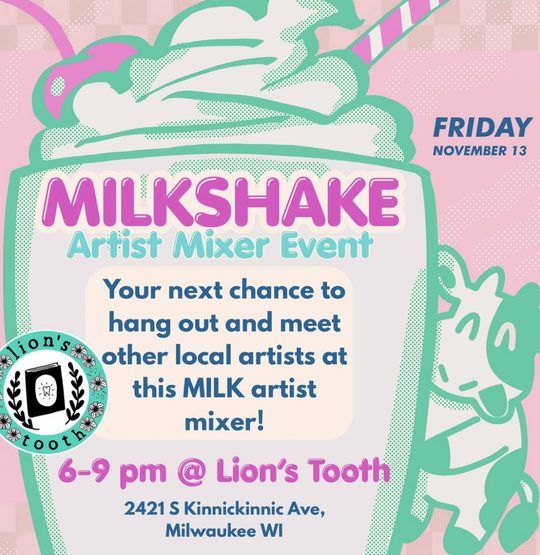 FRIDAY
NOVEMBER 13
MILKSHAKE
Artist Mixer Event
Your next chance to
hang out and meet
other local artists at
this MILK artist
mixer!
lion's
tooth
6-9 pm @ Lion's Tooth
2421 S Kinnickinnic Ave,
Milwaukee WI